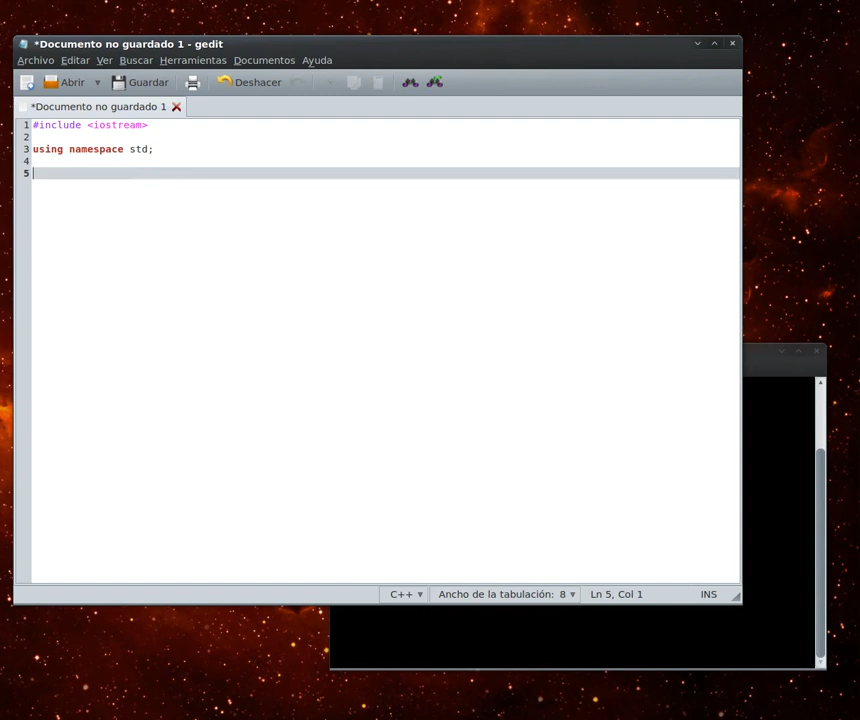 *Documento no guardado 1 - gedit
Archivo Editar Ver Buscar Herramientas Documentos Ayuda
Abrir Guardar Deshacer
*Documento no guardado 1
1 #include <iostream>
2
3 using namespace std;
4
5
C++ Ancho de la tabulación: 8 Ln 5, Col 1 INS